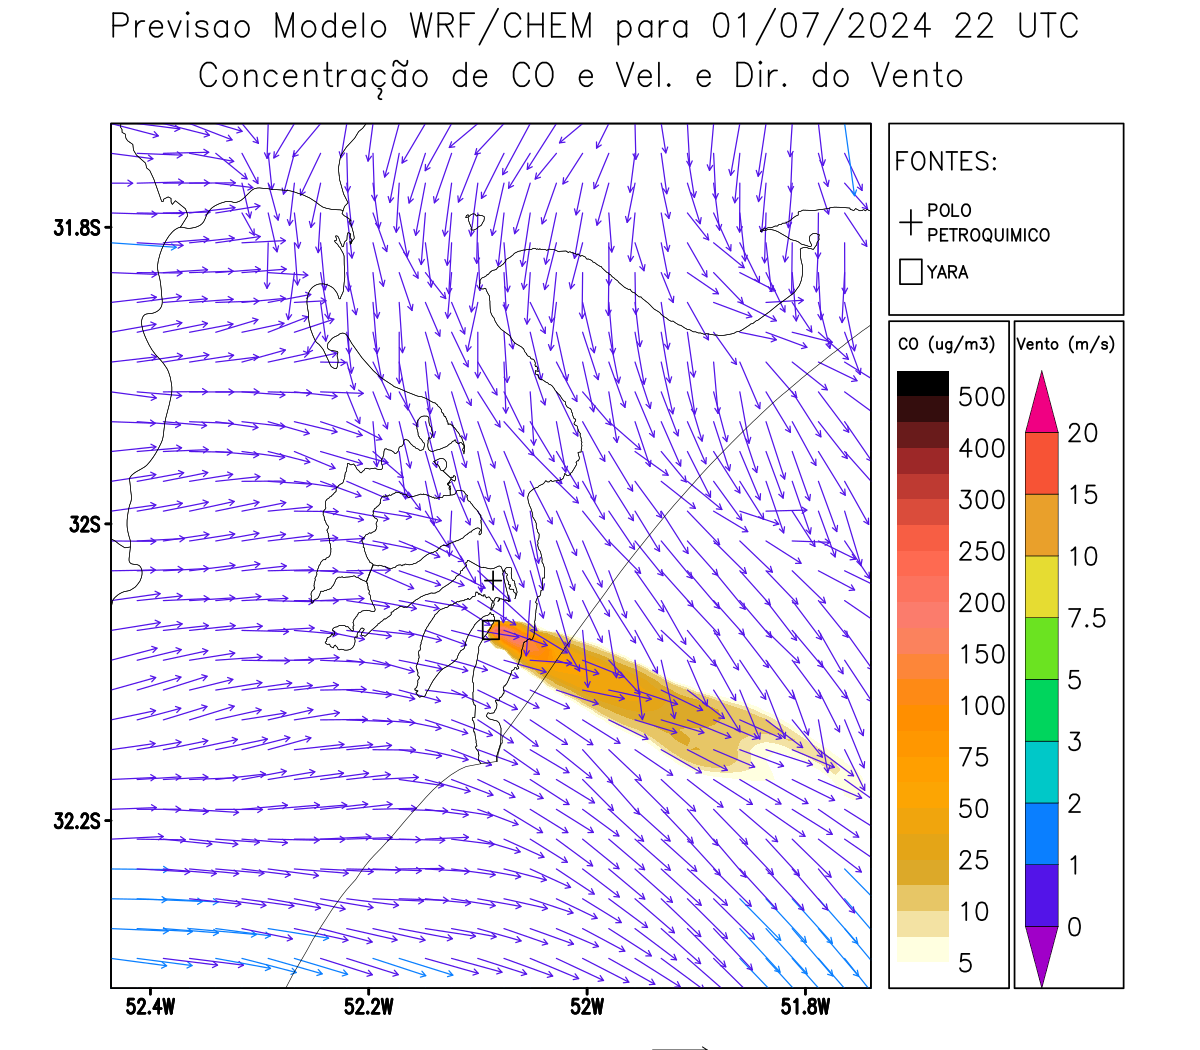 Previsao Modelo WRF/CHEM para 01/07/2024 22 UTC
Concentração de CO e Vel. e Dir. do Vento
FONTES:
POLO
PETROQUIMICO
YARA
CO (ug/m3)
500
400
300
250
200
150
100
75
50
25
10
5
Vento (m/s)
20
15
10
7.5
5
3
2
1
0
31.8S
32S
32.2S
52.4W
52.2W
52W
51.8W